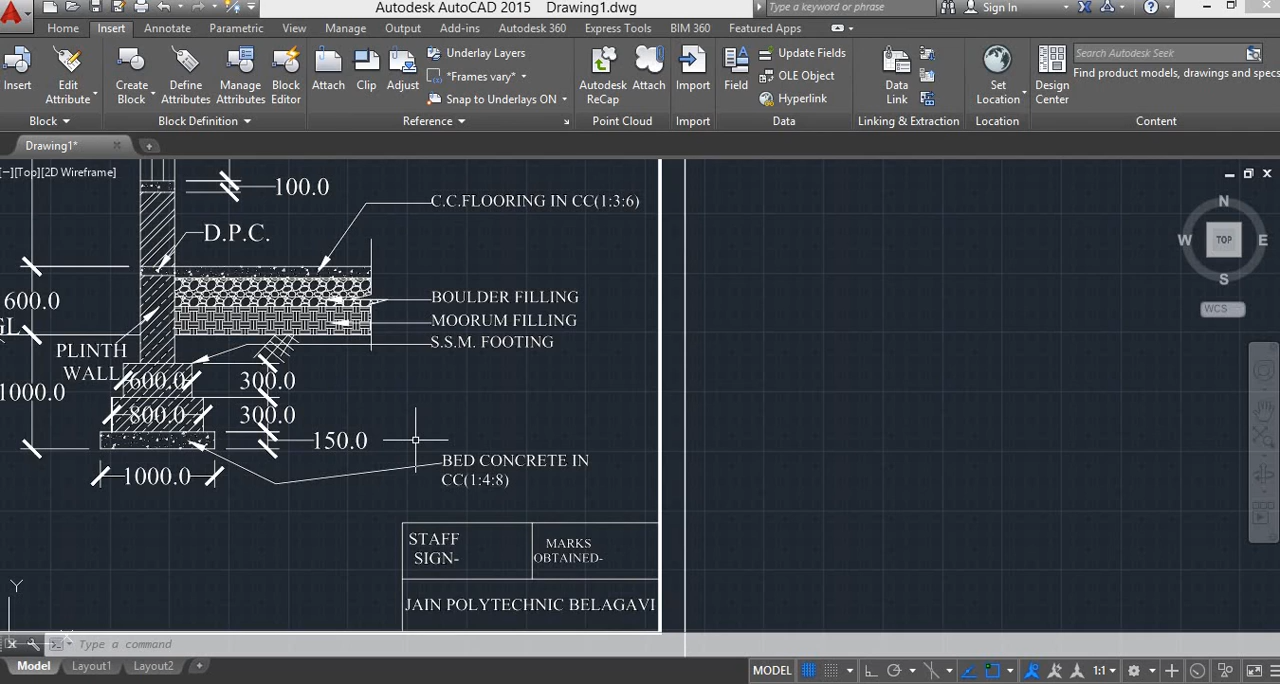 Autodesk AutoCAD 2015 Drawing1.dwg
Type a keyword or phrase
Sign In
Home Insert Annotate Parametric View Manage Output Add-ins Autodesk 360 Express Tools BIM 360 Featured Apps
Insert
Edit Attribute
Create Block
Define Attributes
Manage Attributes
Block Editor
Attach
Clip
Adjust
Underlay Layers
*Frames vary*
Snap to Underlays ON
Autodesk ReCap
Attach
Import
Field
Update Fields
OLE Object
Hyperlink
Data Link
Set Location
Design Center
Search Autodesk Seek
Find product models, drawings and specs
Block Block Definition Reference Point Cloud Import Data Linking & Extraction Location Content
Drawing1*
[−][Top][2D Wireframe]
100.0
C.C.FLOORING IN CC(1:3:6)
D.P.C.
600.0
BOULDER FILLING
MOORUM FILLING
GL
S.S.M. FOOTING
PLINTH
WALL
600.0
300.0
1000.0
800.0
300.0
150.0
BED CONCRETE IN
CC(1:4:8)
1000.0
STAFF
SIGN-
MARKS
OBTAINED-
JAIN POLYTECHNIC BELAGAVI
N
W TOP E
S
WCS
Y
X
Type a command
Model Layout1 Layout2
MODEL
1:1